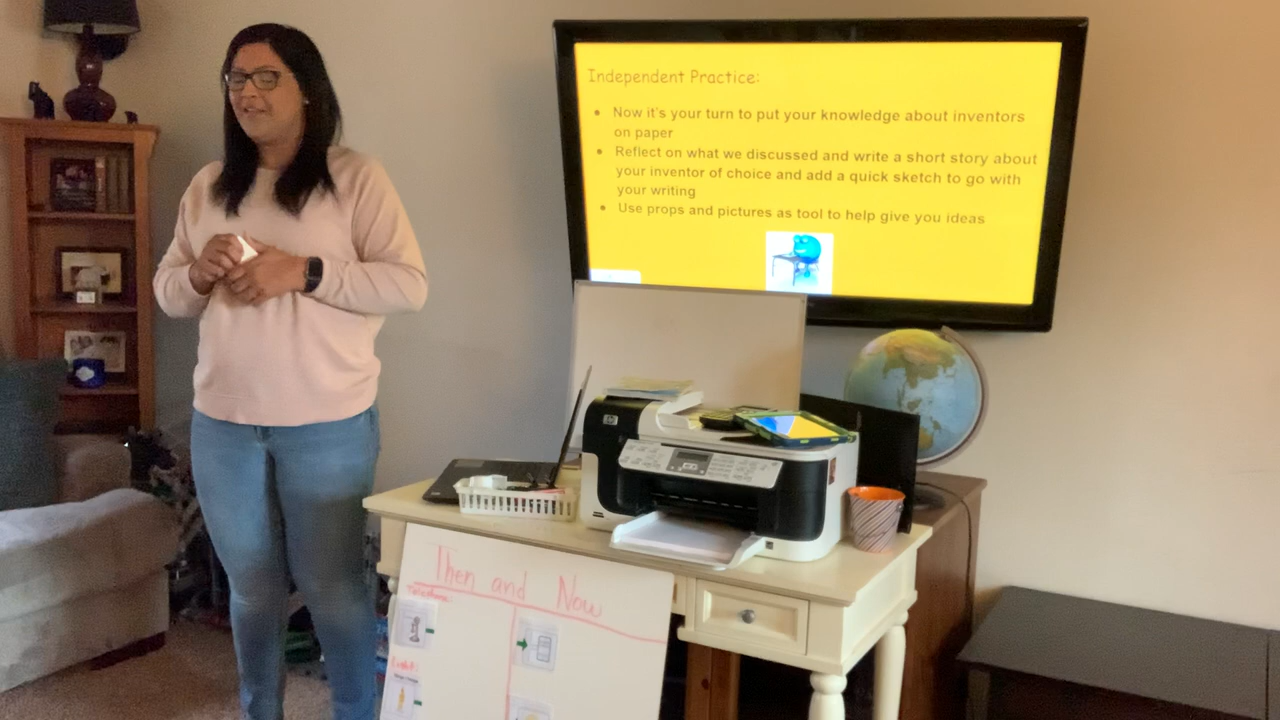 Independent Practice:
• Now it's your turn to put your knowledge about inventors
on paper
• Reflect on what we discussed and write a short story about
your inventor of choice and add a quick sketch to go with
your writing
• Use props and pictures as tool to help give you ideas
hp
Then and Now